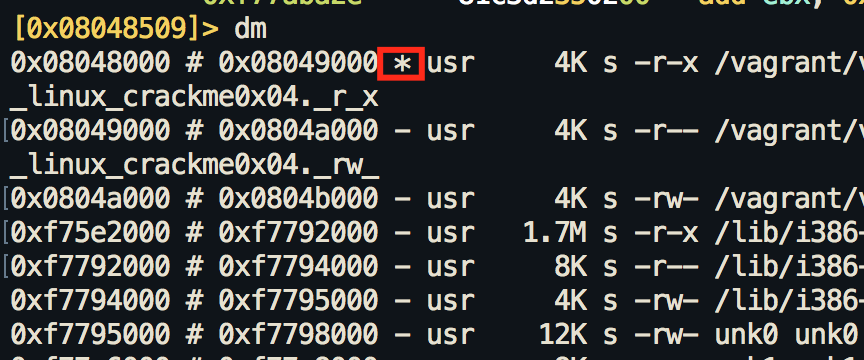 [0x08048509]> dm
0x08048000 # 0x08049000 * usr     4K s -r-x /vagrant/
_linux_crackme0x04._r_x
0x08049000 # 0x0804a000 - usr     4K s -r-- /vagrant/
_linux_crackme0x04._rw_
0x0804a000 # 0x0804b000 - usr     4K s -rw- /vagrant/
0xf75e2000 # 0xf7792000 - usr   1.7M s -r-x /lib/i386-
0xf7792000 # 0xf7794000 - usr     8K s -r-- /lib/i386-
0xf7794000 # 0xf7795000 - usr     4K s -rw- /lib/i386-
0xf7795000 # 0xf7798000 - usr    12K s -rw- unk0 unk0